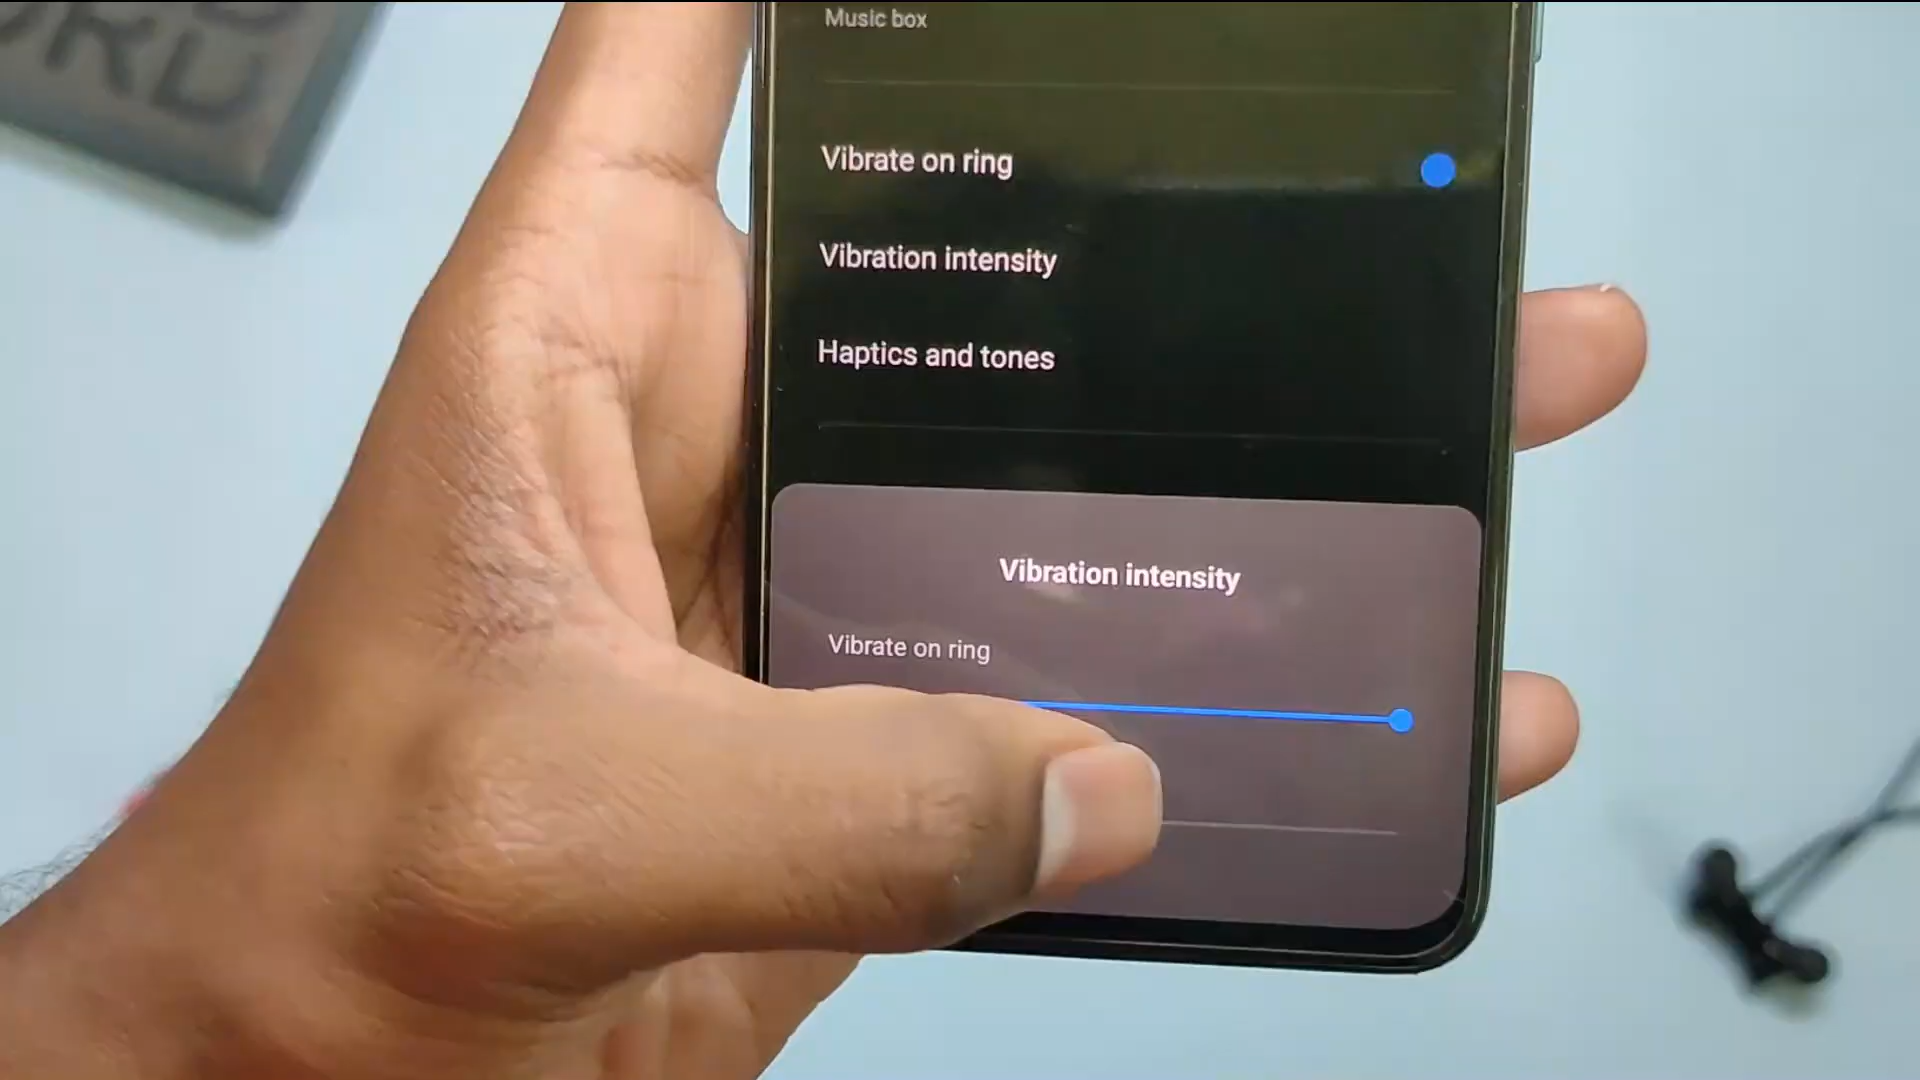 Music box
Vibrate on ring
Vibration intensity
Haptics and tones
Vibration intensity
Vibrate on ring